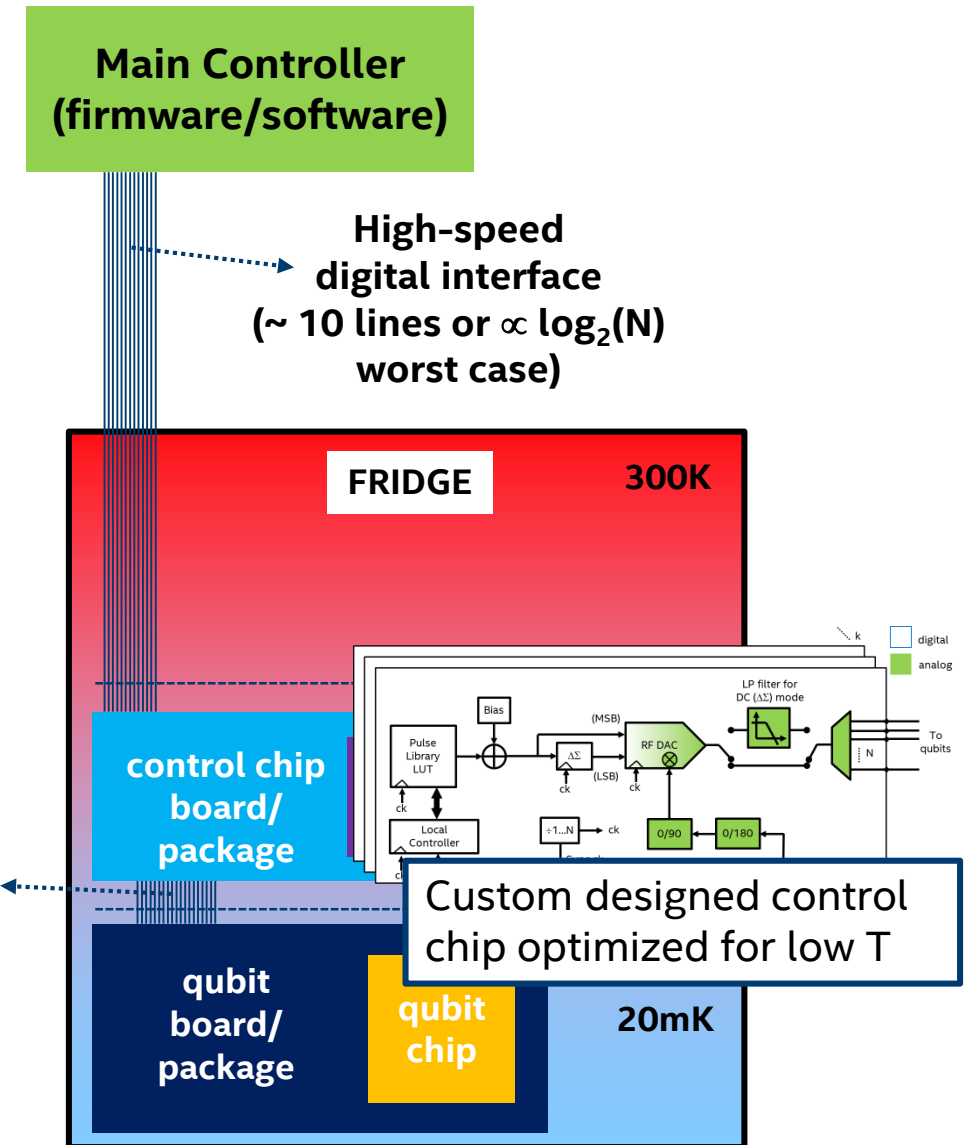 Main Controller
(firmware/software)
High-speed
digital interface
(~ 10 lines or ∝ log₂(N)
worst case)
FRIDGE
300K
k
digital
analog
LP filter for
DC (ΔΣ) mode
Bias
(MSB)
Pulse
Library
LUT
ΔΣ
RF DAC
To
qubits
N
(LSB)
ck
ck
ck
control chip
board/
package
Local
Controller
÷1...N
ck
0/90
0/180
Custom designed control
chip optimized for low T
qubit
board/
package
qubit
chip
20mK